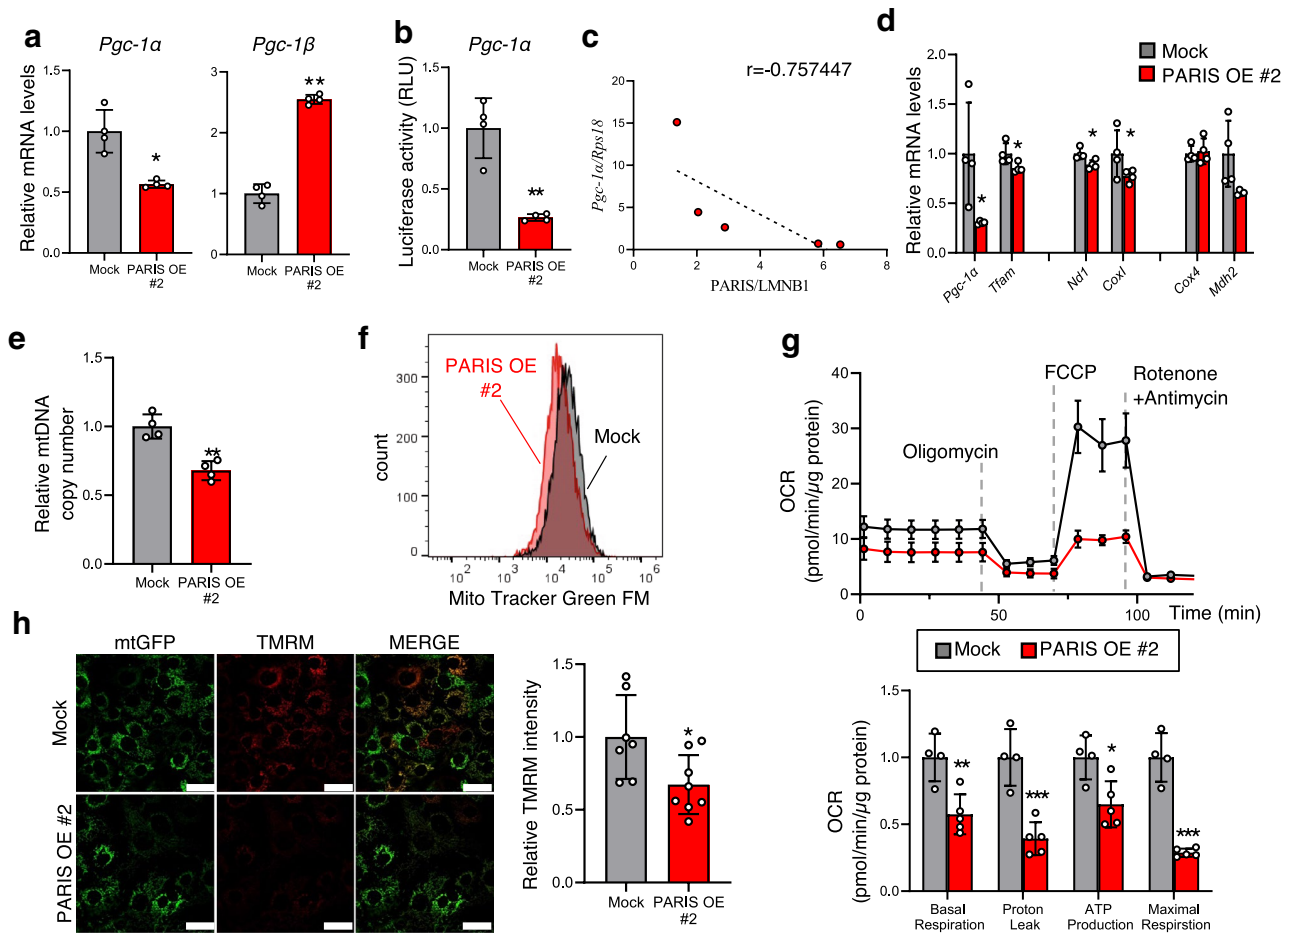 a
Pgc-1α
Relative mRNA levels
1.5
1.0
0.5
0.0
Mock
PARIS OE
#2
*
Pgc-1β
3
2
1
0
Mock
PARIS OE
#2
**
b
Pgc-1α
Luciferase activity (RLU)
1.5
1.0
0.5
0.0
Mock
PARIS OE
#2
**
c
r=-0.757447
Pgc-1α/Rps18
20
15
10
5
0
0
2
4
6
8
PARIS/LMNB1
d
Mock
PARIS OE #2
Relative mRNA levels
2.0
1.5
1.0
0.5
0.0
*
*
*
*
Pgc-1α
Tfam
Nd1
CoxI
Cox4
Mdh2
e
Relative mtDNA
copy number
1.5
1.0
0.5
0.0
**
Mock
PARIS OE
#2
f
PARIS OE
#2
Mock
count
300
200
100
0
10²
10³
10⁴
10⁵
10⁶
Mito Tracker Green FM
g
OCR
(pmol/min/µg protein)
40
30
20
10
0
Oligomycin
FCCP
Rotenone
+Antimycin
0
50
100
Time (min)
Mock
PARIS OE #2
OCR
(pmol/min/µg protein)
1.5
1.0
0.5
0.0
**
***
*
***
Basal
Respiration
Proton
Leak
ATP
Production
Maximal
Respirstion
h
mtGFP
TMRM
MERGE
Mock
PARIS OE #2
Relative TMRM intensity
1.5
1.0
0.5
0.0
*
Mock
PARIS OE
#2